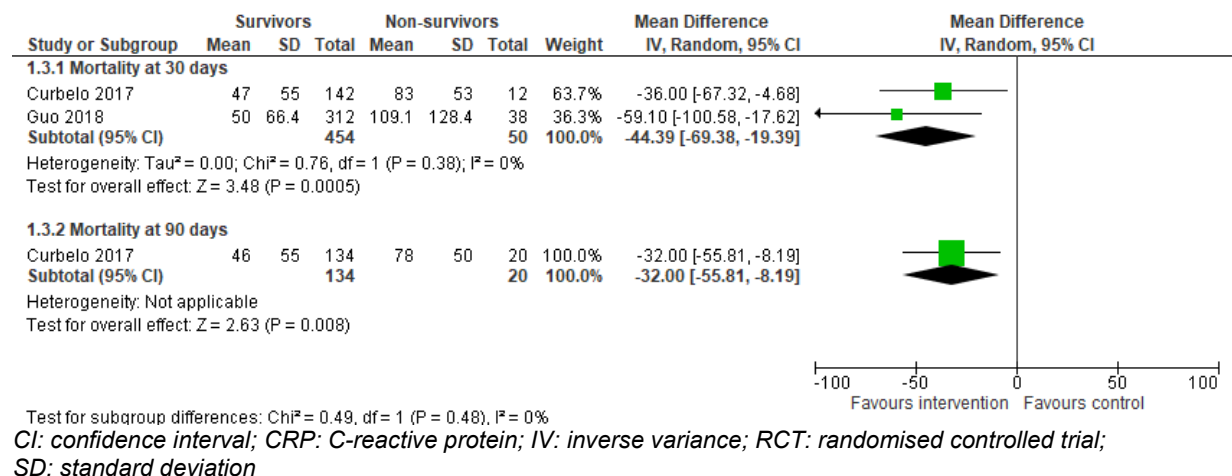 Survivors Non-survivors Mean Difference Mean Difference
Study or Subgroup Mean SD Total Mean SD Total Weight IV, Random, 95% CI IV, Random, 95% CI
1.3.1 Mortality at 30 days
Curbelo 2017 47 55 142 83 53 12 63.7% -36.00 [-67.32, -4.68]
Guo 2018 50 66.4 312 109.1 128.4 38 36.3% -59.10 [-100.58, -17.62]
Subtotal (95% CI) 454 50 100.0% -44.39 [-69.38, -19.39]
Heterogeneity: Tau² = 0.00; Chi² = 0.76, df = 1 (P = 0.38); I² = 0%
Test for overall effect: Z = 3.48 (P = 0.0005)
1.3.2 Mortality at 90 days
Curbelo 2017 46 55 134 78 50 20 100.0% -32.00 [-55.81, -8.19]
Subtotal (95% CI) 134 20 100.0% -32.00 [-55.81, -8.19]
Heterogeneity: Not applicable
Test for overall effect: Z = 2.63 (P = 0.008)
-100 -50 0 50 100
Favours intervention Favours control
Test for subgroup differences: Chi² = 0.49, df = 1 (P = 0.48), I² = 0%
CI: confidence interval; CRP: C-reactive protein; IV: inverse variance; RCT: randomised controlled trial;
SD: standard deviation